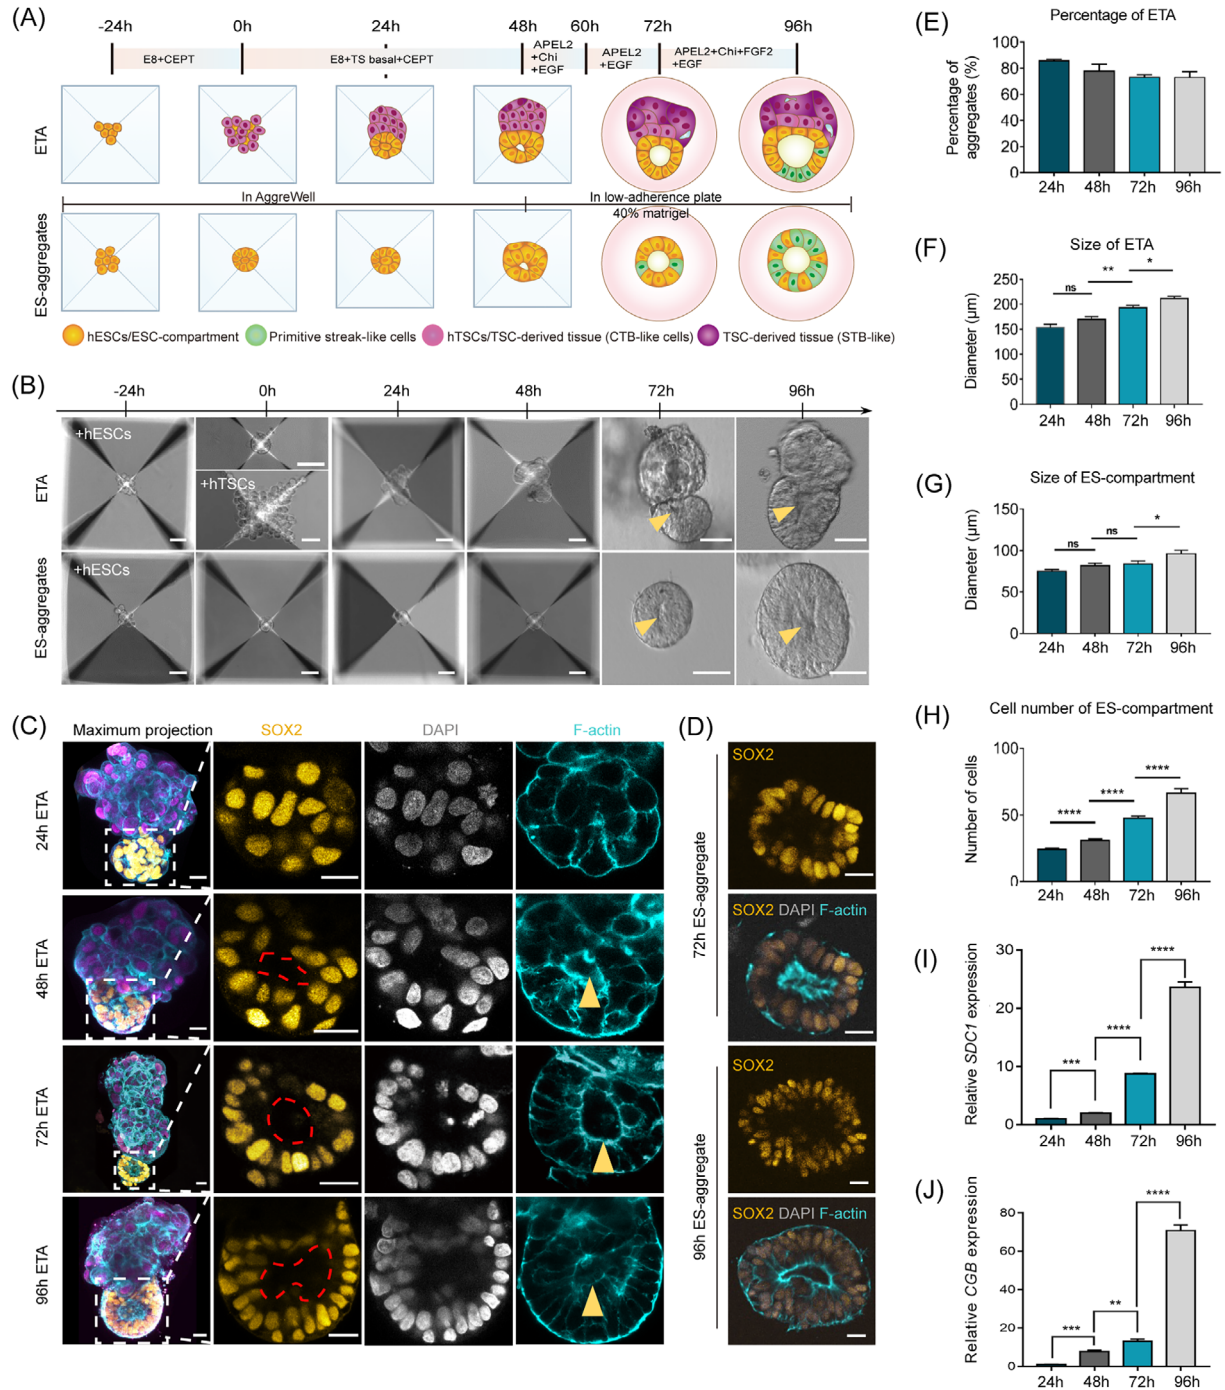 (A)
-24h 0h 24h 48h 60h 72h 96h
E8+CEPT
E8+TS basal+CEPT
APEL2
+Chi
+EGF
APEL2
+EGF
APEL2+Chi+FGF2
+EGF
ETA
In AggreWell
In low-adherence plate
40% matrigel
ES-aggregates
hESCs/ESC-compartment
Primitive streak-like cells
hTSCs/TSC-derived tissue (CTB-like cells)
TSC-derived tissue (STB-like)
(B)
-24h 0h 24h 48h 72h 96h
ETA
+hESCs
+hTSCs
ES-aggregates
+hESCs
(C)
Maximum projection SOX2 DAPI F-actin
24h ETA
48h ETA
72h ETA
96h ETA
(D)
72h ES-aggregate
SOX2
SOX2 DAPI F-actin
96h ES-aggregate
SOX2
SOX2 DAPI F-actin
(E)
Percentage of ETA
Percentage of
aggregates (%)
100
80
60
40
20
0
24h 48h 72h 96h
(F)
Size of ETA
Diameter (μm)
250
200
150
100
50
0
ns ** *
24h 48h 72h 96h
(G)
Size of ES-compartment
Diameter (μm)
150
100
50
0
ns ns *
24h 48h 72h 96h
(H)
Cell number of ES-compartment
Number of cells
100
50
0
**** **** ****
24h 48h 72h 96h
(I)
Relative SDC1 expression
30
20
10
0
*** **** ****
24h 48h 72h 96h
(J)
Relative CGB expression
80
60
40
20
0
*** ** ****
24h 48h 72h 96h